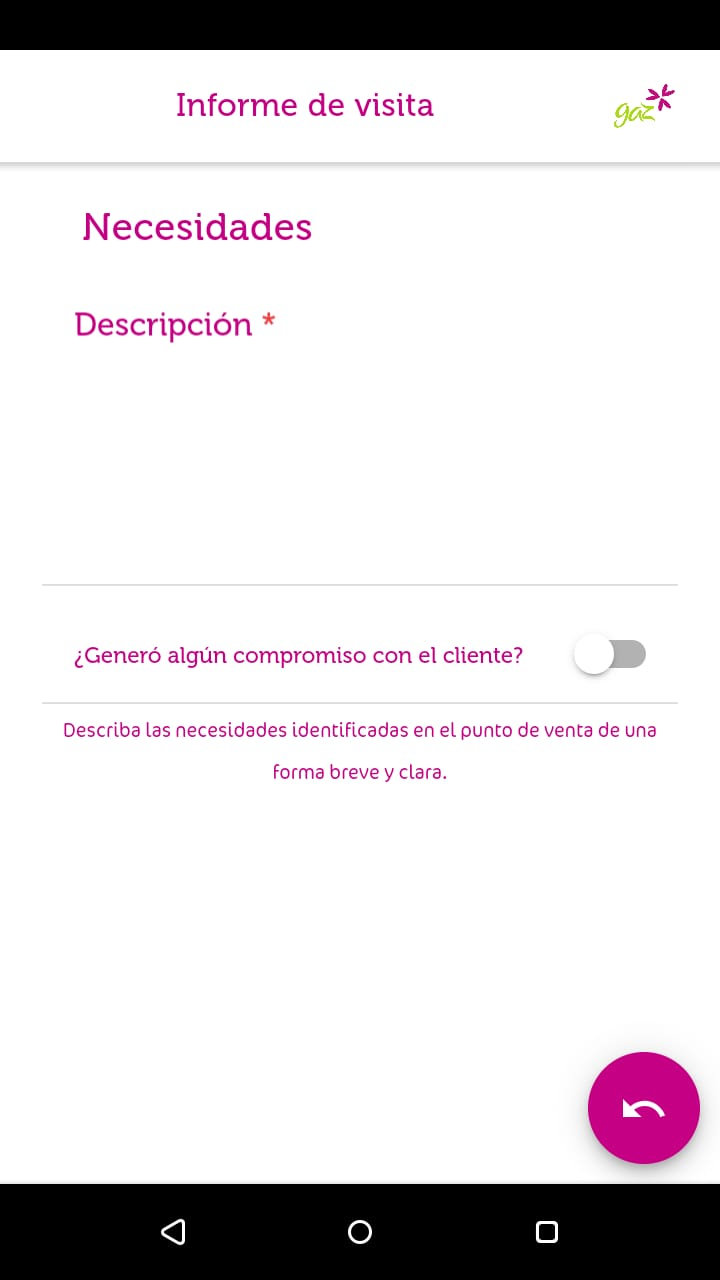 Informe de visita
gaz
Necesidades
Descripción *
¿Generó algún compromiso con el cliente?
Describa las necesidades identificadas en el punto de venta de una
forma breve y clara.